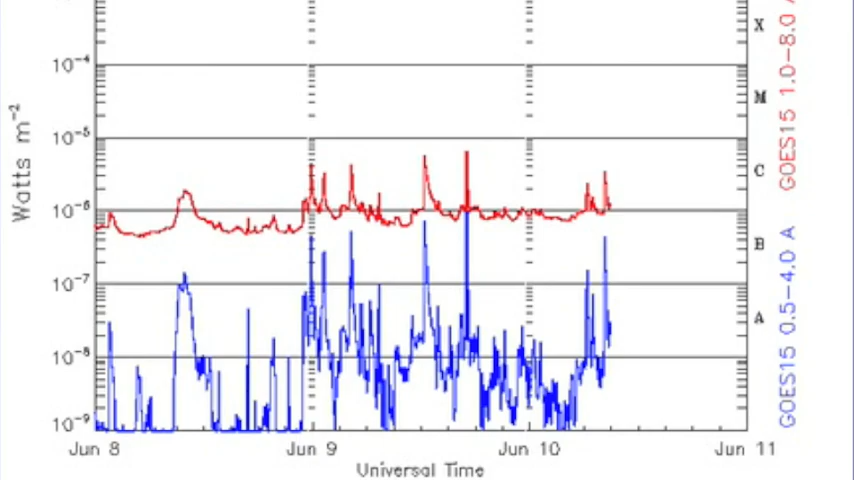 10⁻⁴
10⁻⁵
10⁻⁶
10⁻⁷
10⁻⁸
10⁻⁹
Watts m⁻²
X
M
C
B
A
GOES15 1.0-8.0 A
GOES15 0.5-4.0 A
Jun 8
Jun 9
Jun 10
Jun 11
Universal Time